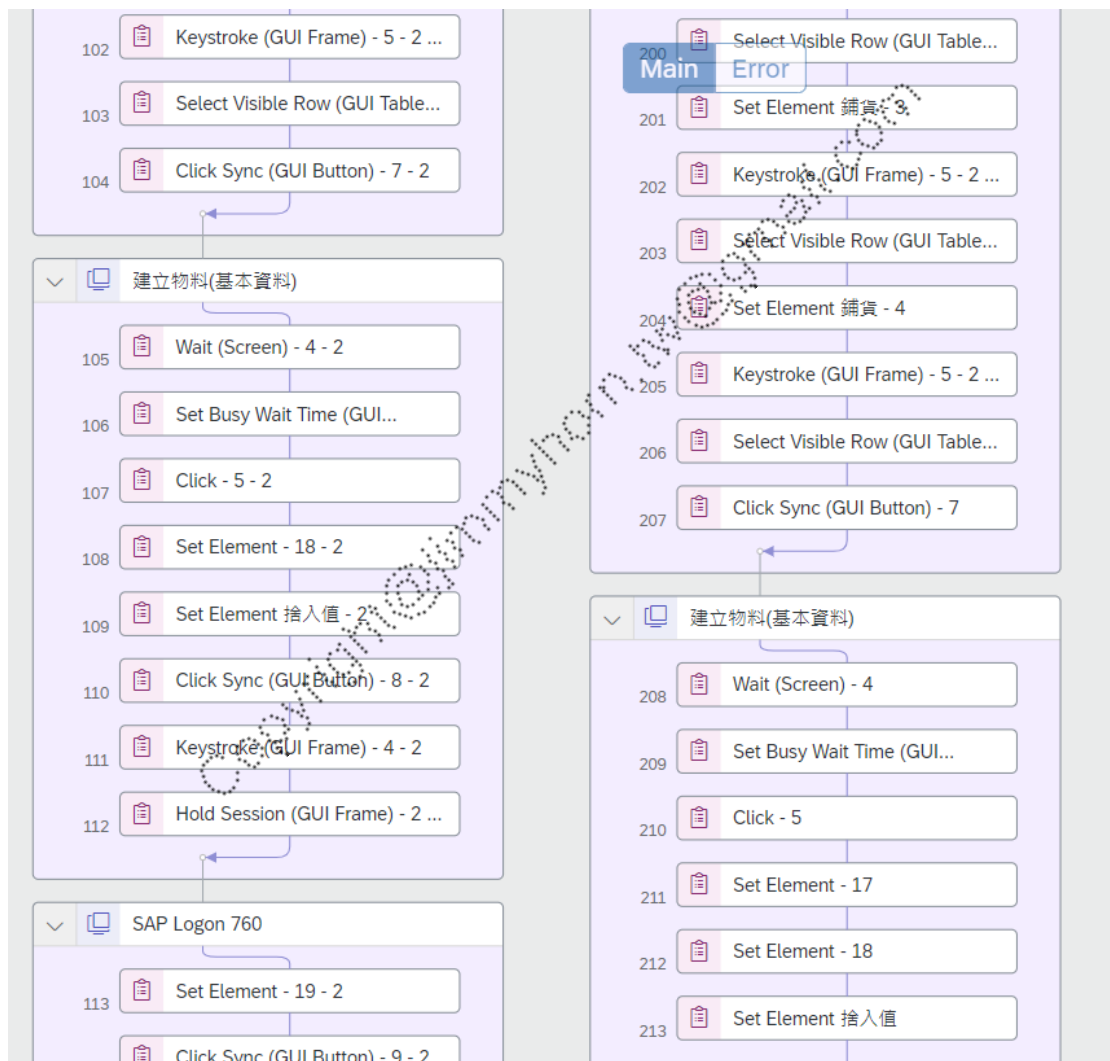 102 Keystroke (GUI Frame) - 5 - 2 ...
103 Select Visible Row (GUI Table...
104 Click Sync (GUI Button) - 7 - 2
建立物料(基本資料)
105 Wait (Screen) - 4 - 2
106 Set Busy Wait Time (GUI...
107 Click - 5 - 2
108 Set Element - 18 - 2
109 Set Element 捨入值 - 2
110 Click Sync (GUI Button) - 8 - 2
111 Keystroke (GUI Frame) - 4 - 2
112 Hold Session (GUI Frame) - 2 ...
SAP Logon 760
113 Set Element - 19 - 2
Click Sync (GUI Button) - 9 - 2
200 Select Visible Row (GUI Table...
Main Error
201 Set Element 鋪貨 - 3
202 Keystroke (GUI Frame) - 5 - 2 ...
203 Select Visible Row (GUI Table...
204 Set Element 鋪貨 - 4
205 Keystroke (GUI Frame) - 5 - 2 ...
206 Select Visible Row (GUI Table...
207 Click Sync (GUI Button) - 7
建立物料(基本資料)
208 Wait (Screen) - 4
209 Set Busy Wait Time (GUI...
210 Click - 5
211 Set Element - 17
212 Set Element - 18
213 Set Element 捨入值